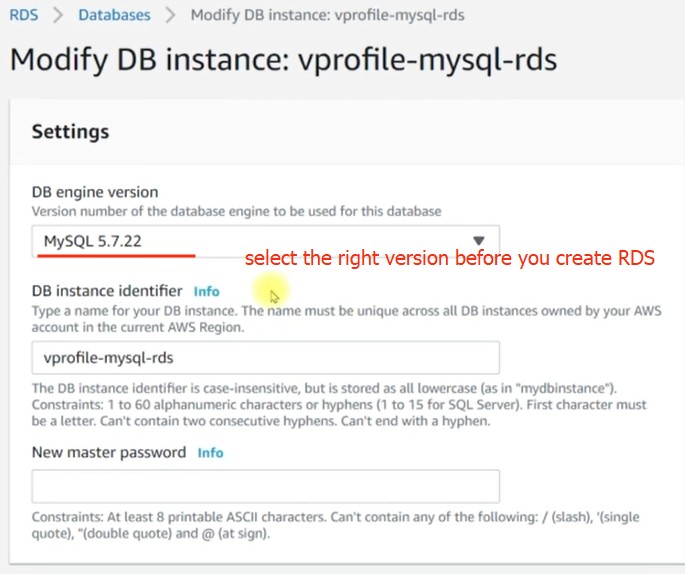 RDS > Databases > Modify DB instance: vprofile-mysql-rds
Modify DB instance: vprofile-mysql-rds
Settings
DB engine version
Version number of the database engine to be used for this database
MySQL 5.7.22
select the right version before you create RDS
DB instance identifier Info
Type a name for your DB instance. The name must be unique across all DB instances owned by your AWS
account in the current AWS Region.
vprofile-mysql-rds
The DB instance identifier is case-insensitive, but is stored as all lowercase (as in "mydbinstance").
Constraints: 1 to 60 alphanumeric characters or hyphens (1 to 15 for SQL Server). First character must
be a letter. Can't contain two consecutive hyphens. Can't end with a hyphen.
New master password Info
Constraints: At least 8 printable ASCII characters. Can't contain any of the following: / (slash), '(single
quote), "(double quote) and @ (at sign).